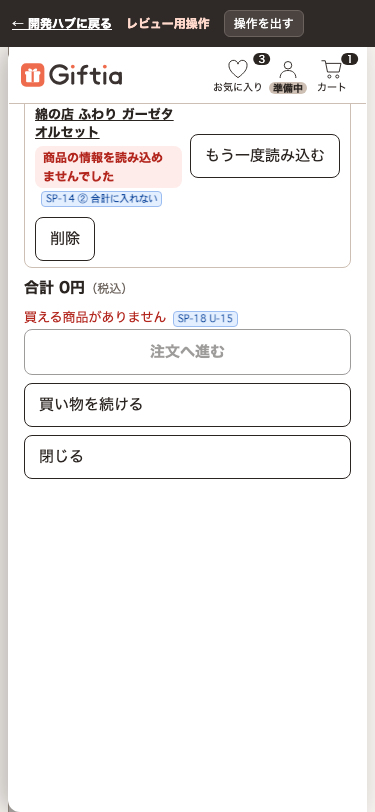 ← 開発ハブに戻る レビュー用操作 操作を出す
Giftia
3
お気に入り
準備中
1
カート
綿の店 ふわり ガーゼタ
オルセット
商品の情報を読み込め
ませんでした
SP-14 ② 合計に入れない
もう一度読み込む
削除
合計 0円 (税込)
買える商品がありません SP-18 U-15
注文へ進む
買い物を続ける
閉じる